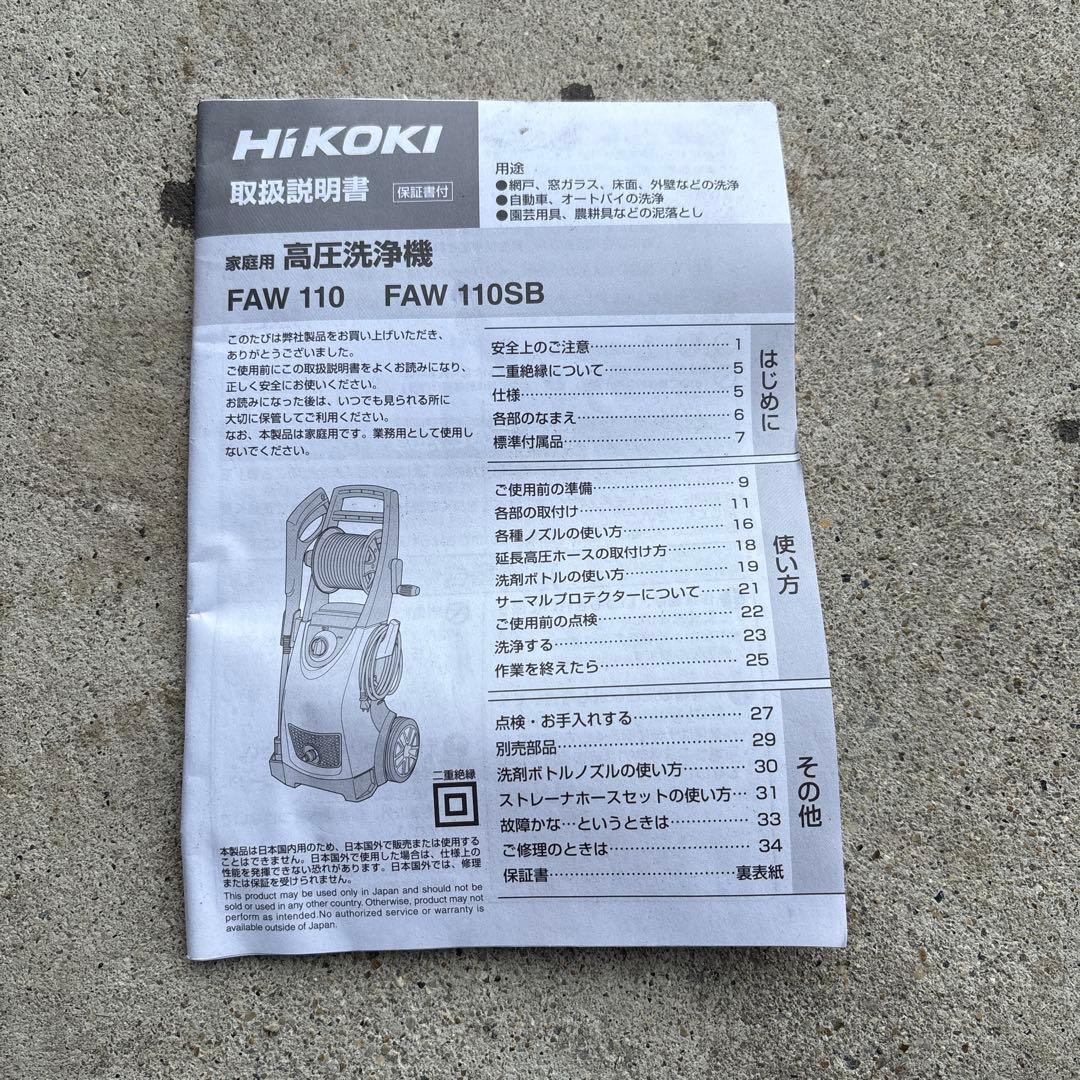 HiKOKI
取扱説明書 保証書付
用途
●網戸、窓ガラス、床面、外壁などの洗浄
●自動車、オートバイの洗浄
●園芸用具、農耕具などの泥落とし
家庭用 高圧洗浄機
FAW 110 FAW 110SB
このたびは弊社製品をお買い上げいただき、
ありがとうございました。
ご使用前にこの取扱説明書をよくお読みになり、
正しく安全にお使いください。
お読みになった後は、いつでも見られる所に
大切に保管してご利用ください。
なお、本製品は家庭用です。業務用として使用し
ないでください。
はじめに
安全上のご注意……………………… 1
二重絶縁について…………………… 5
仕様…………………………………… 5
各部のなまえ………………………… 6
標準付属品…………………………… 7
使い方
ご使用前の準備……………………… 9
各部の取付け………………………… 11
各種ノズルの使い方………………… 16
延長高圧ホースの取付け方………… 18
洗剤ボトルの使い方………………… 19
サーマルプロテクターについて…… 21
ご使用前の点検……………………… 22
洗浄する……………………………… 23
作業を終えたら……………………… 25
その他
点検・お手入れする………………… 27
別売部品……………………………… 29
洗剤ボトルノズルの使い方………… 30
ストレーナホースセットの使い方… 31
故障かな…というときは…………… 33
ご修理のときは……………………… 34
保証書………………………………裏表紙
二重絶縁
本製品は日本国内用のため、日本国外で販売または使用する
ことはできません。日本国外で使用した場合は、仕様上の
性能を発揮できない恐れがあります。日本国外では、修理
または保証を受けられません。
This product may be used only in Japan and should not be
sold or used in any other country. Otherwise, product may not
perform as intended.No authorized service or warranty is
available outside of Japan.